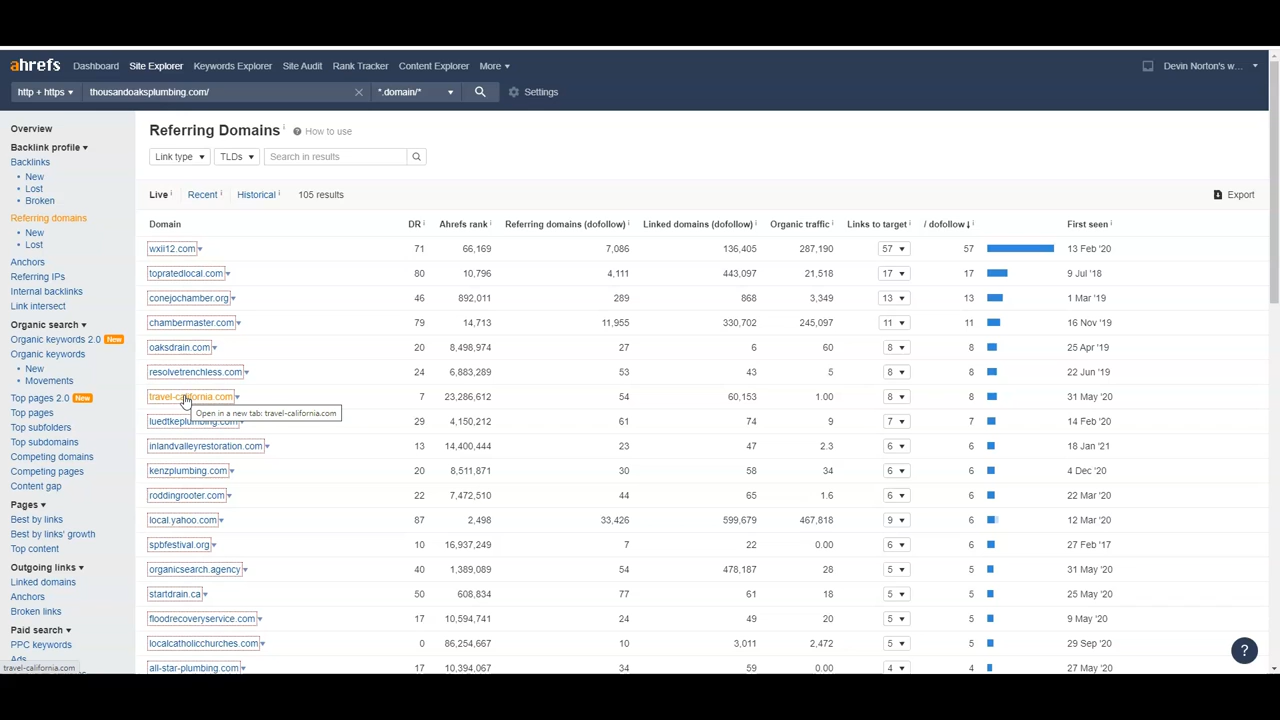 ahrefs Dashboard Site Explorer Keywords Explorer Site Audit Rank Tracker Content Explorer More Devin Norton's w...
http + https thousandoaksplumbing.com/ *.domain/* Settings
Overview
Backlink profile
Backlinks
New
Lost
Broken
Referring domains
New
Lost
Anchors
Referring IPs
Internal backlinks
Link intersect
Organic search
Organic keywords 2.0 New
Organic keywords
New
Movements
Top pages 2.0 New
Top pages
Top subfolders
Top subdomains
Competing domains
Competing pages
Content gap
Pages
Best by links
Best by links' growth
Top content
Outgoing links
Linked domains
Anchors
Broken links
Paid search
PPC keywords
Ads
travel-california.com
Referring Domains How to use
Link type TLDs Search in results
Live Recent Historical 105 results Export
Domain DR Ahrefs rank Referring domains (dofollow) Linked domains (dofollow) Organic traffic Links to target / dofollow First seen
wxii12.com 71 66,169 7,086 136,405 287,190 57 57 13 Feb '20
topratedlocal.com 80 10,796 4,111 443,097 21,518 17 17 9 Jul '18
conejochamber.org 46 892,011 289 868 3,349 13 13 1 Mar '19
chambermaster.com 79 14,713 11,955 330,702 245,097 11 11 16 Nov '19
oaksdrain.com 20 8,498,974 27 6 60 8 8 25 Apr '19
resolvetrenchless.com 24 6,883,289 53 43 5 8 8 22 Jun '19
travel-california.com 7 23,286,612 54 60,153 1.00 8 8 31 May '20
Open in a new tab: travel-california.com
luedtkeplumbing.com 29 4,150,212 61 74 9 7 7 14 Feb '20
inlandvalleyrestoration.com 13 14,400,444 23 47 2.3 6 6 18 Jan '21
kenzplumbing.com 20 8,511,871 30 58 34 6 6 4 Dec '20
roddingrooter.com 22 7,472,510 44 65 1.6 6 6 22 Mar '20
local.yahoo.com 87 2,498 33,426 599,679 467,818 9 6 12 Mar '20
spbfestival.org 10 16,937,249 7 22 0.00 6 6 27 Feb '17
organicsearch.agency 40 1,389,089 54 478,187 28 5 5 31 May '20
startdrain.ca 50 608,834 77 61 18 5 5 25 May '20
floodrecoveryservice.com 17 10,594,741 24 49 20 5 5 9 May '20
localcatholicchurches.com 0 86,254,667 10 3,011 2,472 5 5 29 Sep '20
all-star-plumbing.com 17 10,394,067 34 59 0.00 4 4 27 May '20
?